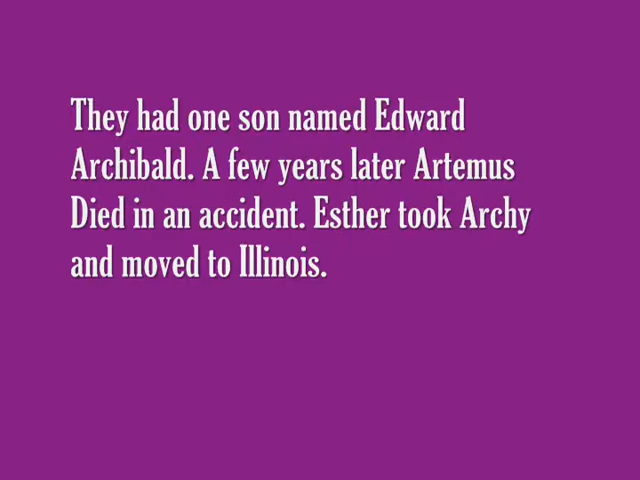 They had one son named Edward
Archibald. A few years later Artemus
Died in an accident. Esther took Archy
and moved to Illinois.